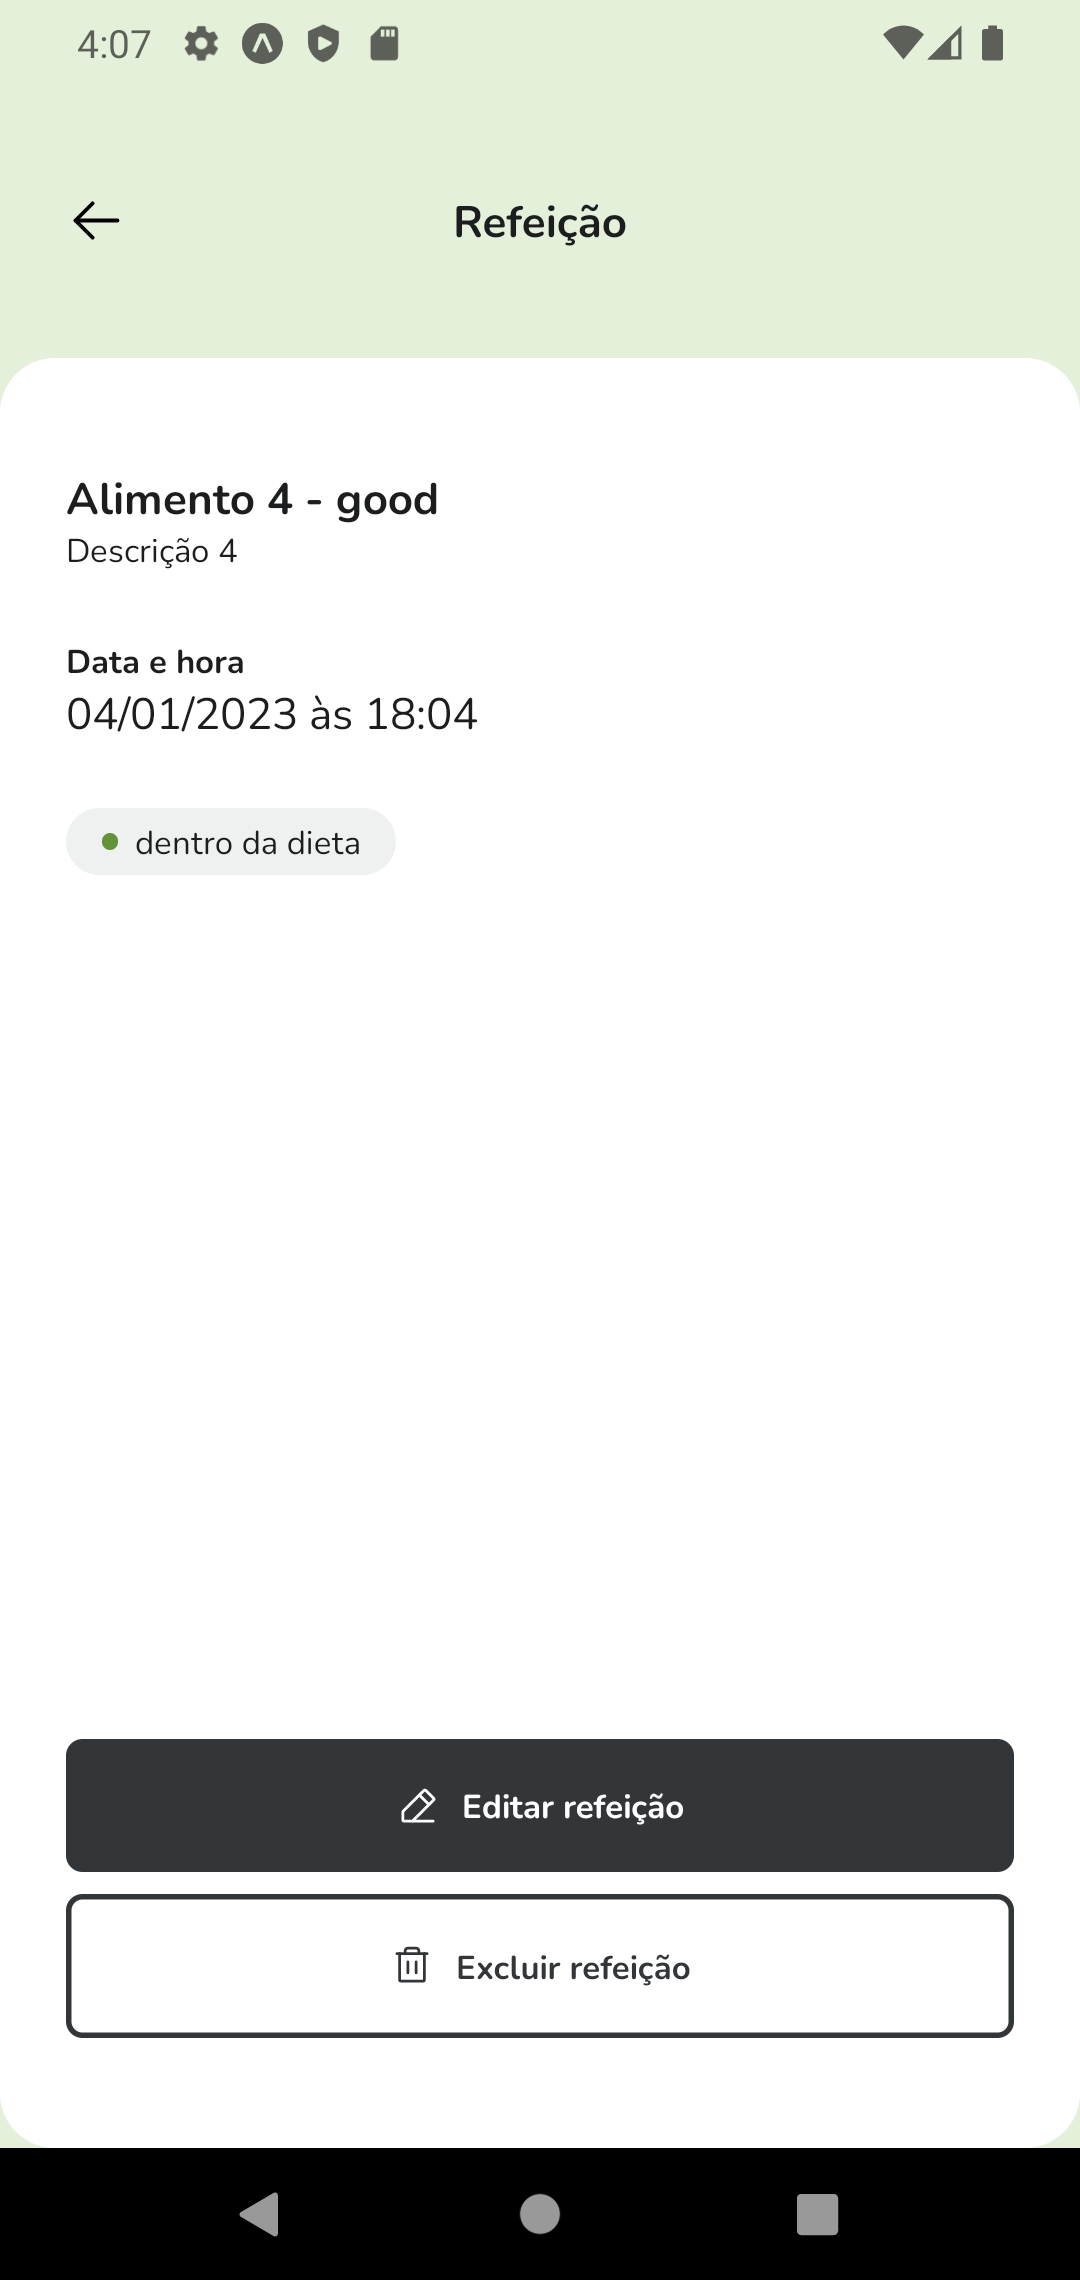 4:07
Refeição
Alimento 4 - good
Descrição 4
Data e hora
04/01/2023 às 18:04
dentro da dieta
Editar refeição
Excluir refeição